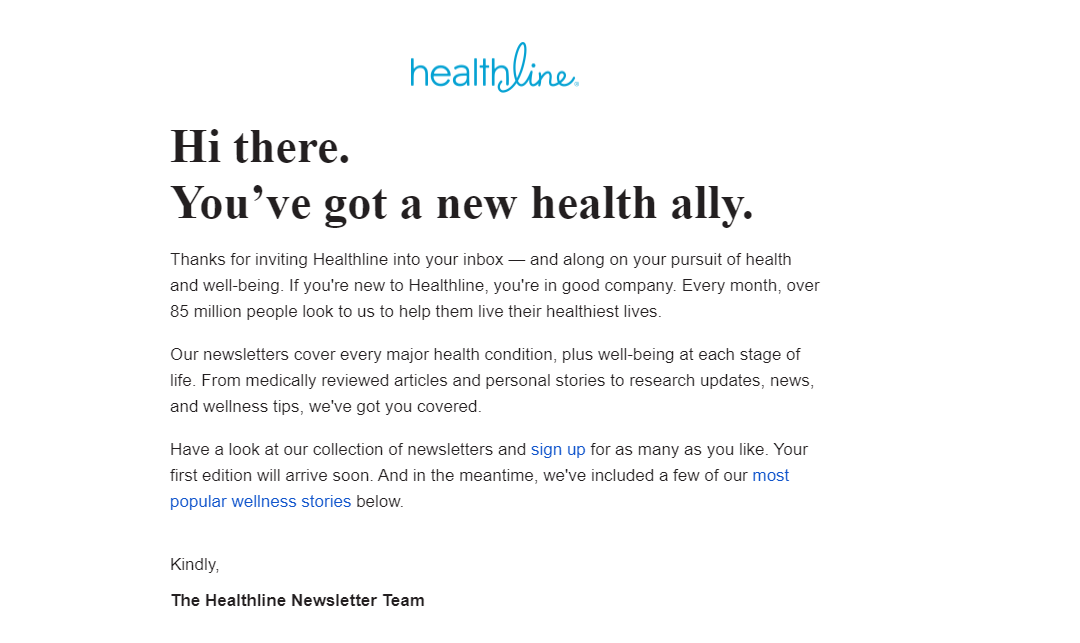 healthline
Hi there.
You’ve got a new health ally.
Thanks for inviting Healthline into your inbox — and along on your pursuit of health
and well-being. If you're new to Healthline, you're in good company. Every month, over
85 million people look to us to help them live their healthiest lives.
Our newsletters cover every major health condition, plus well-being at each stage of
life. From medically reviewed articles and personal stories to research updates, news,
and wellness tips, we've got you covered.
Have a look at our collection of newsletters and sign up for as many as you like. Your
first edition will arrive soon. And in the meantime, we've included a few of our most
popular wellness stories below.
Kindly,
The Healthline Newsletter Team